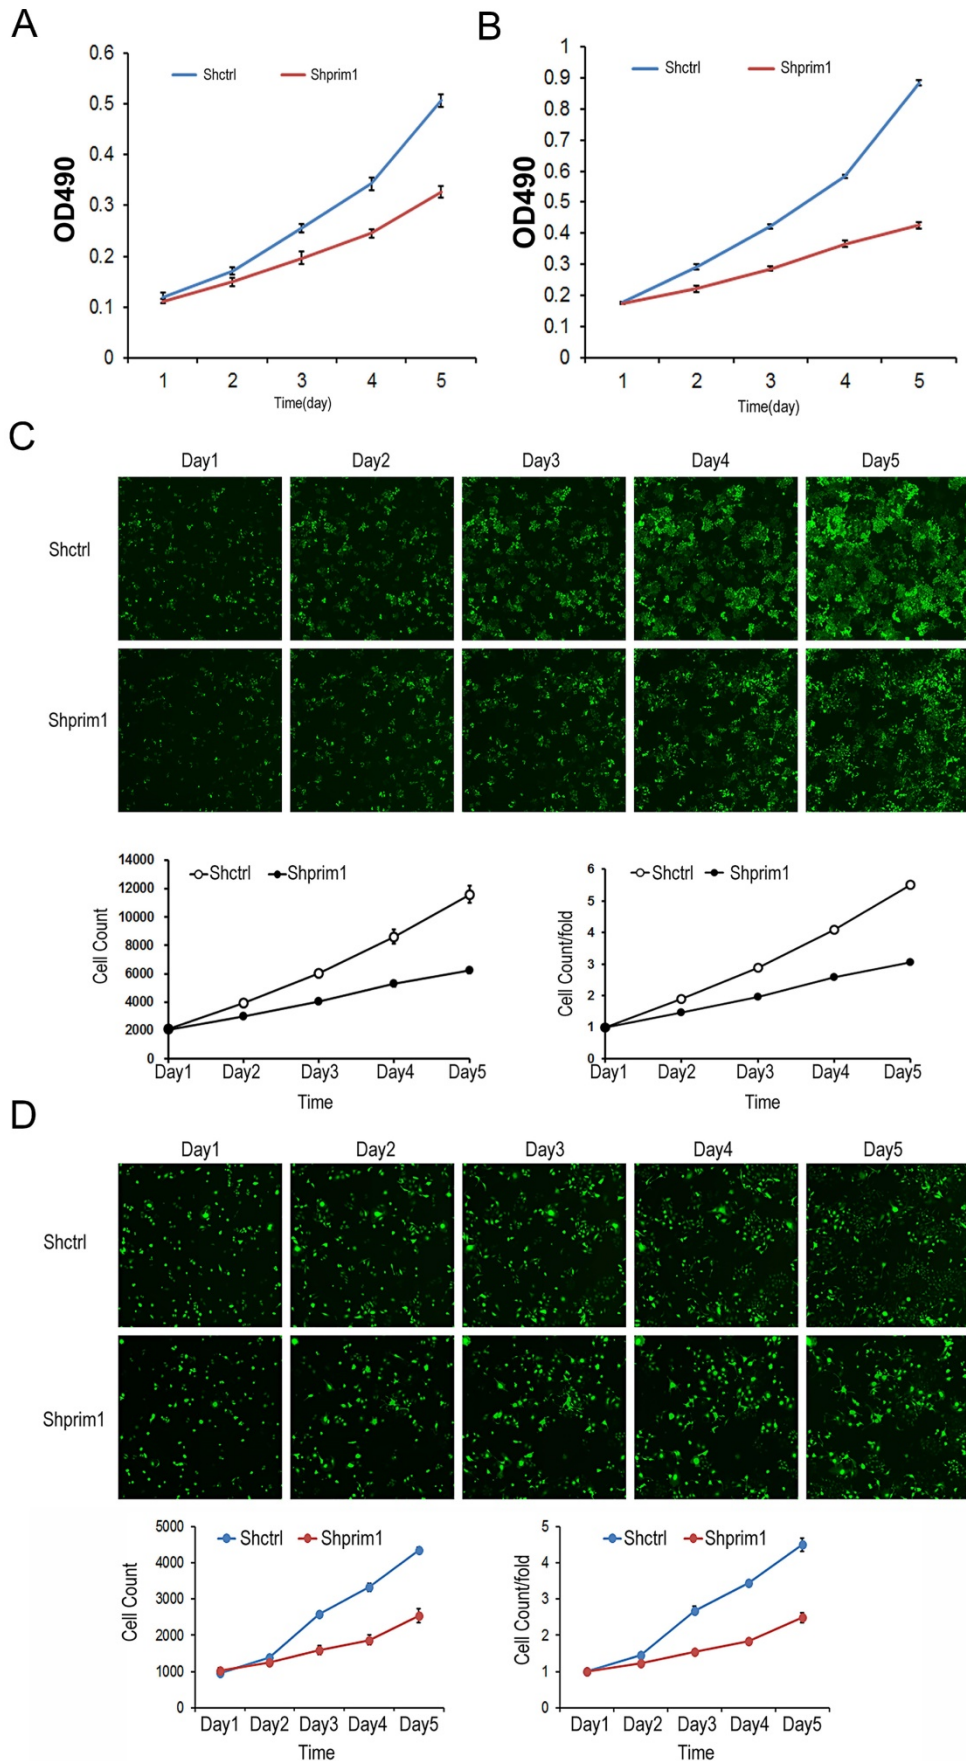 A
0.6
0.5
0.4
0.3
0.2
0.1
0
OD490
Shctrl Shprim1
1 2 3 4 5
Time(day)
B
1
0.9
0.8
0.7
0.6
0.5
0.4
0.3
0.2
0.1
0
OD490
Shctrl Shprim1
1 2 3 4 5
Time(day)
C
Day1 Day2 Day3 Day4 Day5
Shctrl
Shprim1
14000
12000
10000
8000
6000
4000
2000
0
Cell Count
Shctrl Shprim1
Day1 Day2 Day3 Day4 Day5
Time
6
5
4
3
2
1
0
Cell Count/fold
Shctrl Shprim1
Day1 Day2 Day3 Day4 Day5
Time
D
Day1 Day2 Day3 Day4 Day5
Shctrl
Shprim1
5000
4000
3000
2000
1000
0
Cell Count
Shctrl Shprim1
Day1 Day2 Day3 Day4 Day5
Time
5
4
3
2
1
0
Cell Count/fold
Shctrl Shprim1
Day1 Day2 Day3 Day4 Day5
Time